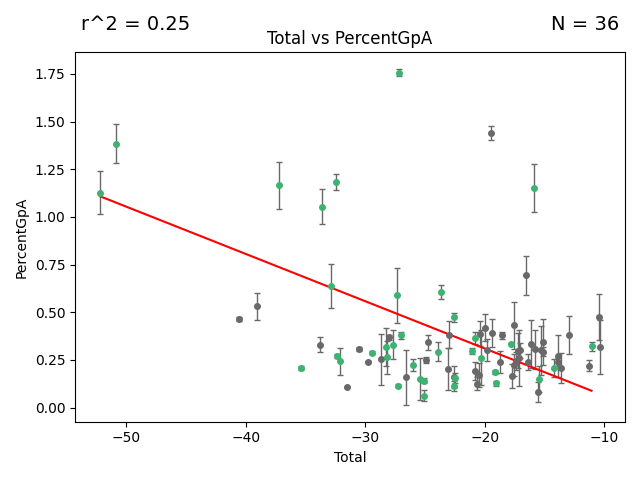 r^2 = 0.25
N = 36
Total vs PercentGpA
PercentGpA
1.75
1.50
1.25
1.00
0.75
0.50
0.25
0.00
−50
−40
−30
−20
−10
Total